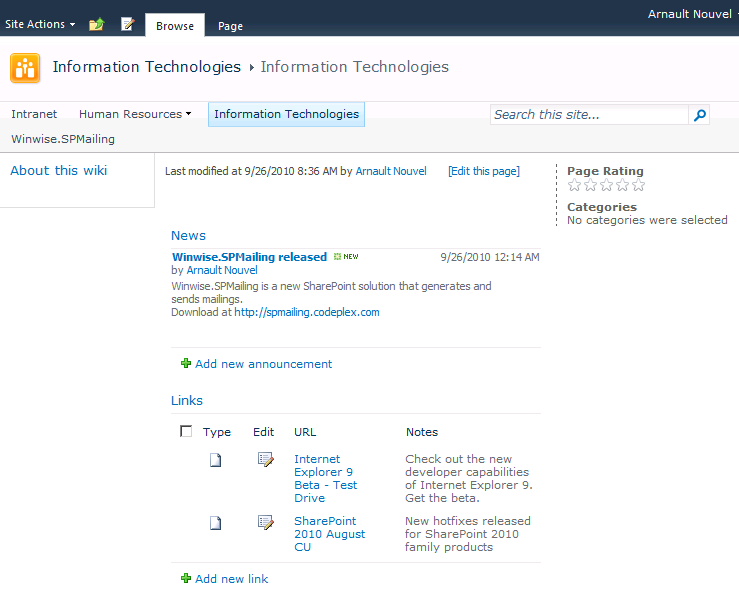 Site Actions Browse Page Arnault Nouvel
Information Technologies Information Technologies
Intranet Human Resources Information Technologies Search this site...
Winwise.SPMailing
About this wiki
Last modified at 9/26/2010 8:36 AM by Arnault Nouvel [Edit this page]
Page Rating
Categories
No categories were selected
News
Winwise.SPMailing released NEW 9/26/2010 12:14 AM
by Arnault Nouvel
Winwise.SPMailing is a new SharePoint solution that generates and
sends mailings.
Download at http://spmailing.codeplex.com
Add new announcement
Links
Type Edit URL Notes
Internet
Explorer 9
Beta - Test
Drive
Check out the new
developer capabilities
of Internet Explorer 9.
Get the beta.
SharePoint
2010 August
CU
New hotfixes released
for SharePoint 2010
family products
Add new link